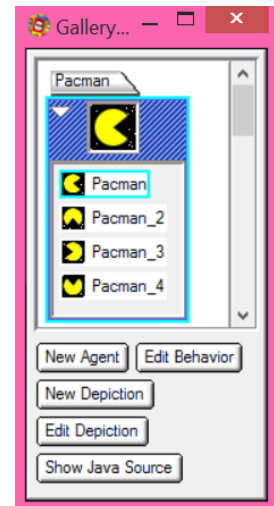 Gallery...
Pacman
Pacman
Pacman_2
Pacman_3
Pacman_4
New Agent Edit Behavior
New Depiction
Edit Depiction
Show Java Source